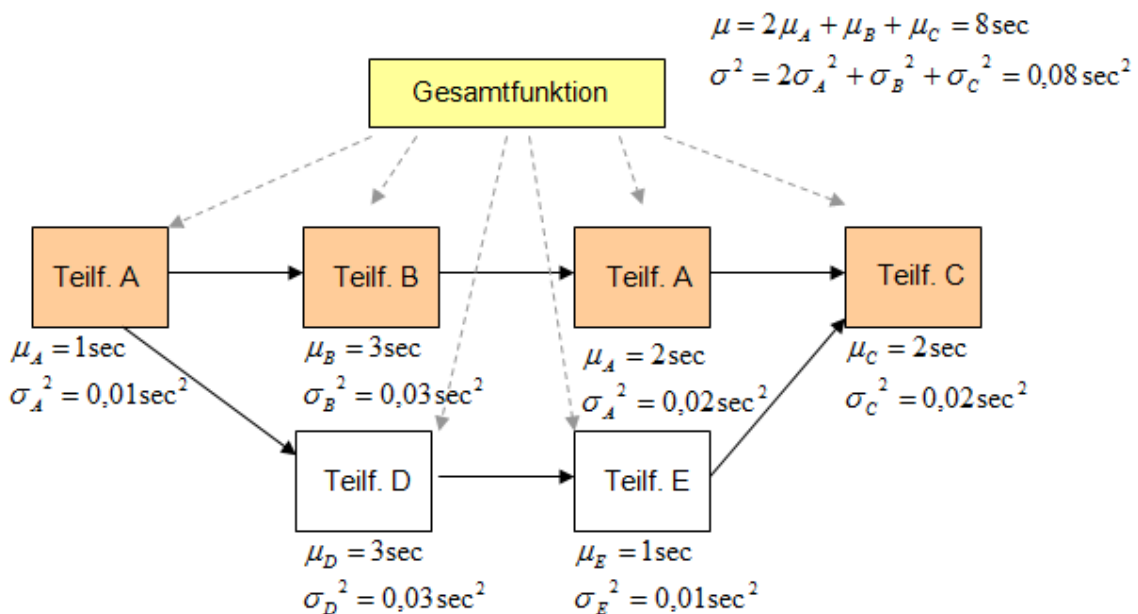 μ = 2μ_A + μ_B + μ_C = 8sec
σ² = 2σ_A² + σ_B² + σ_C² = 0,08sec²
Gesamtfunktion
Teilf. A
Teilf. B
Teilf. A
Teilf. C
μ_A = 1sec
σ_A² = 0,01sec²
μ_B = 3sec
σ_B² = 0,03sec²
μ_A = 2sec
σ_A² = 0,02sec²
μ_C = 2sec
σ_C² = 0,02sec²
Teilf. D
Teilf. E
μ_D = 3sec
σ_D² = 0,03sec²
μ_E = 1sec
σ_E² = 0,01sec²